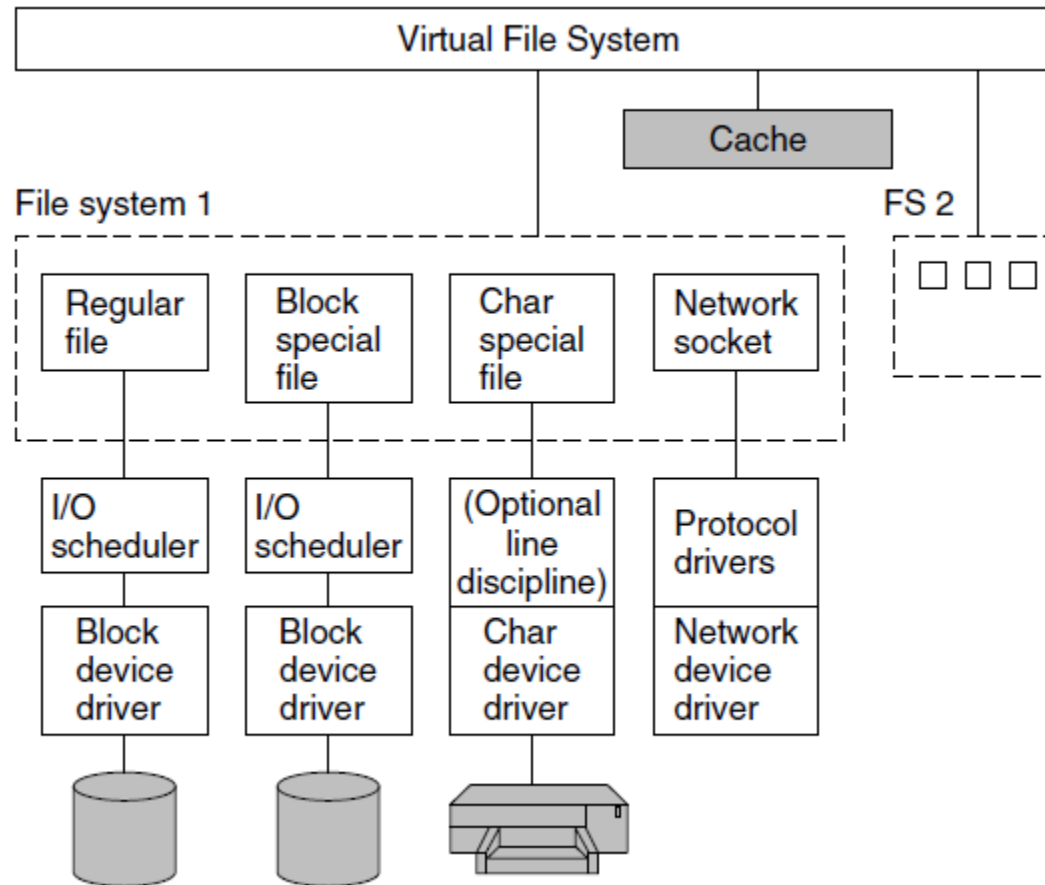 Virtual File System
Cache
File system 1
FS 2
Regular
file
Block
special
file
Char
special
file
Network
socket
I/O
scheduler
I/O
scheduler
(Optional
line
discipline)
Protocol
drivers
Block
device
driver
Block
device
driver
Char
device
driver
Network
device
driver